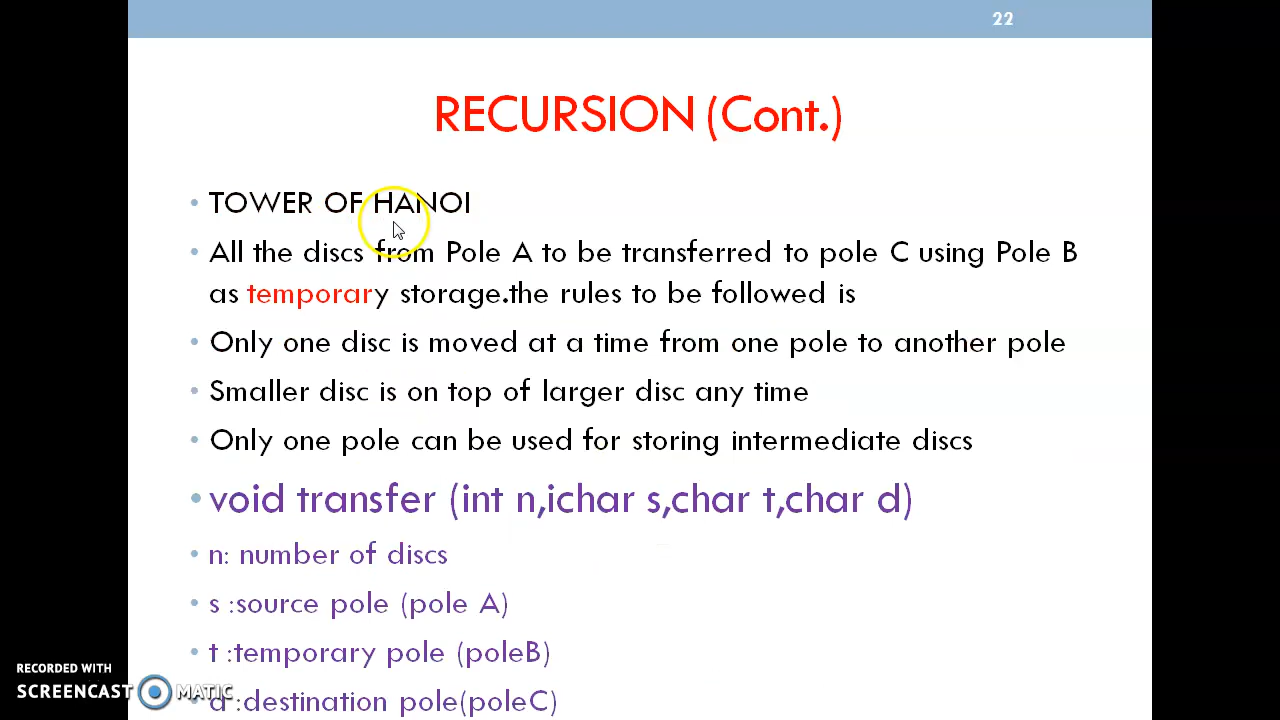 22
RECURSION (Cont.)
• TOWER OF HANOI
• All the discs from Pole A to be transferred to pole C using Pole B
as temporary storage.the rules to be followed is
• Only one disc is moved at a time from one pole to another pole
• Smaller disc is on top of larger disc any time
• Only one pole can be used for storing intermediate discs
• void transfer (int n,ichar s,char t,char d)
• n: number of discs
• s :source pole (pole A)
• t :temporary pole (poleB)
• d :destination pole(poleC)
RECORDED WITH
SCREENCAST MATIC